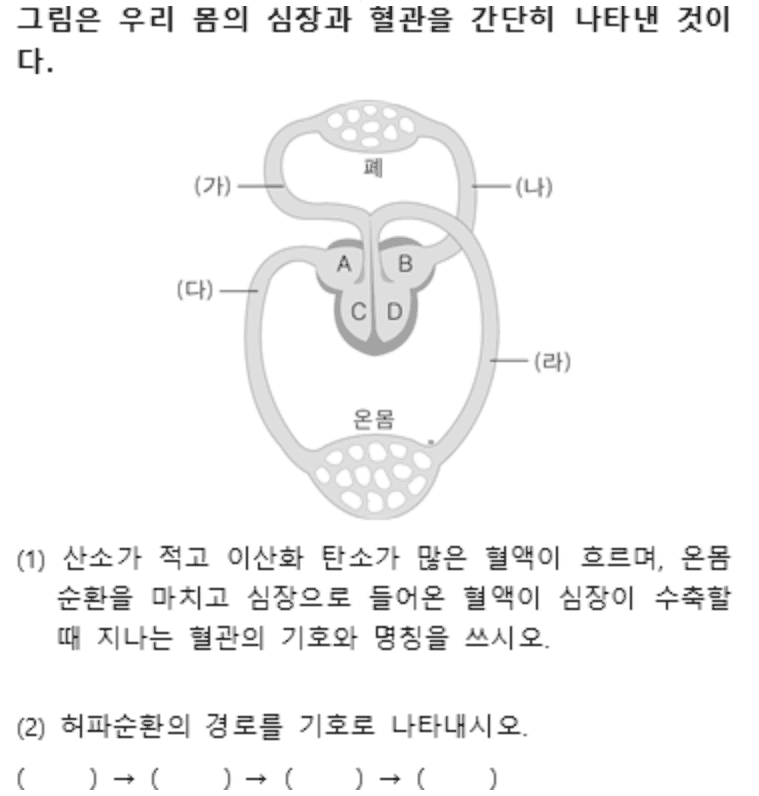 그림은 우리 몸의 심장과 혈관을 간단히 나타낸 것이
다.
폐
(가)
(나)
A
B
(다)
C
D
(라)
온몸
(1) 산소가 적고 이산화 탄소가 많은 혈액이 흐르며, 온몸
순환을 마치고 심장으로 들어온 혈액이 심장이 수축할
때 지나는 혈관의 기호와 명칭을 쓰시오.
(2) 허파순환의 경로를 기호로 나타내시오.
( ) → ( ) → ( ) → ( )